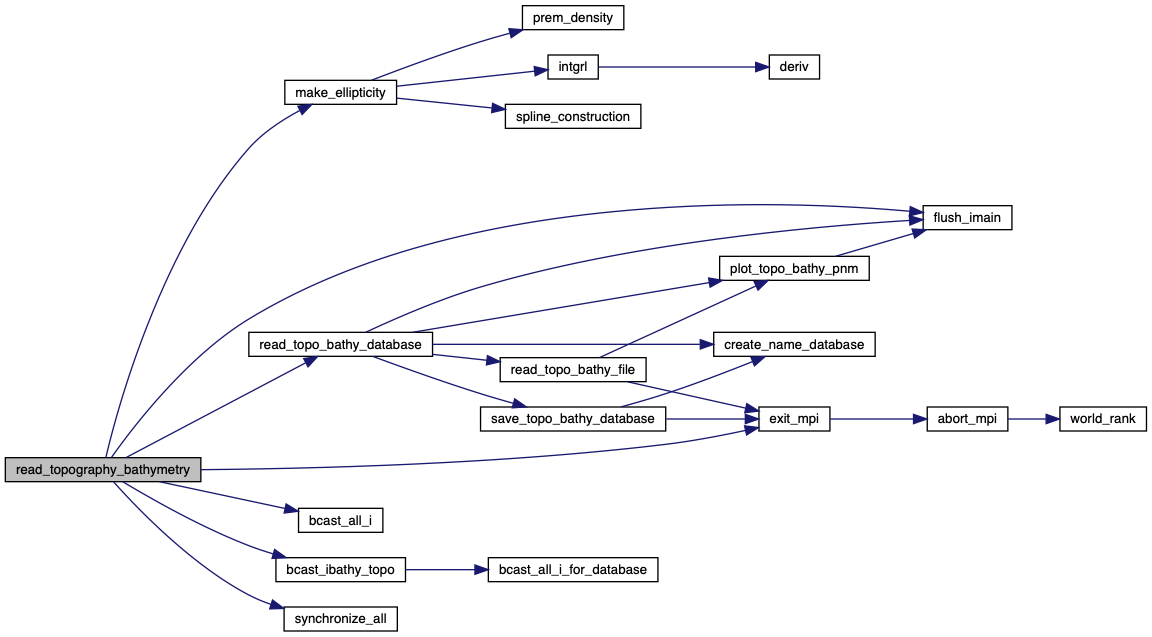 prem_density
intgrl
deriv
make_ellipticity
spline_construction
flush_imain
plot_topo_bathy_pnm
read_topo_bathy_database
create_name_database
read_topo_bathy_file
save_topo_bathy_database
exit_mpi
abort_mpi
world_rank
read_topography_bathymetry
bcast_all_i
bcast_ibathy_topo
bcast_all_i_for_database
synchronize_all